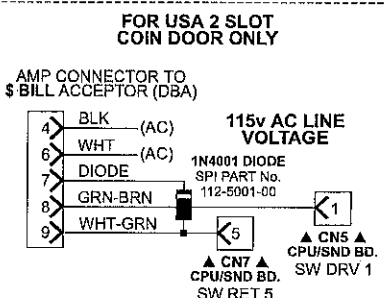 FOR USA 2 SLOT
COIN DOOR ONLY
AMP CONNECTOR TO
$ BILL ACCEPTOR (DBA)
4 BLK (AC)
6 WHT (AC)
7 DIODE
8 GRN-BRN
9 WHT-GRN
115v AC LINE
VOLTAGE
1N4001 DIODE
SPI PART No.
112-5001-00
1
5
▲ CN5 ▲
CPU/SND BD.
SW DRV 1
▲ CN7 ▲
CPU/SND BD.
SW RET 5